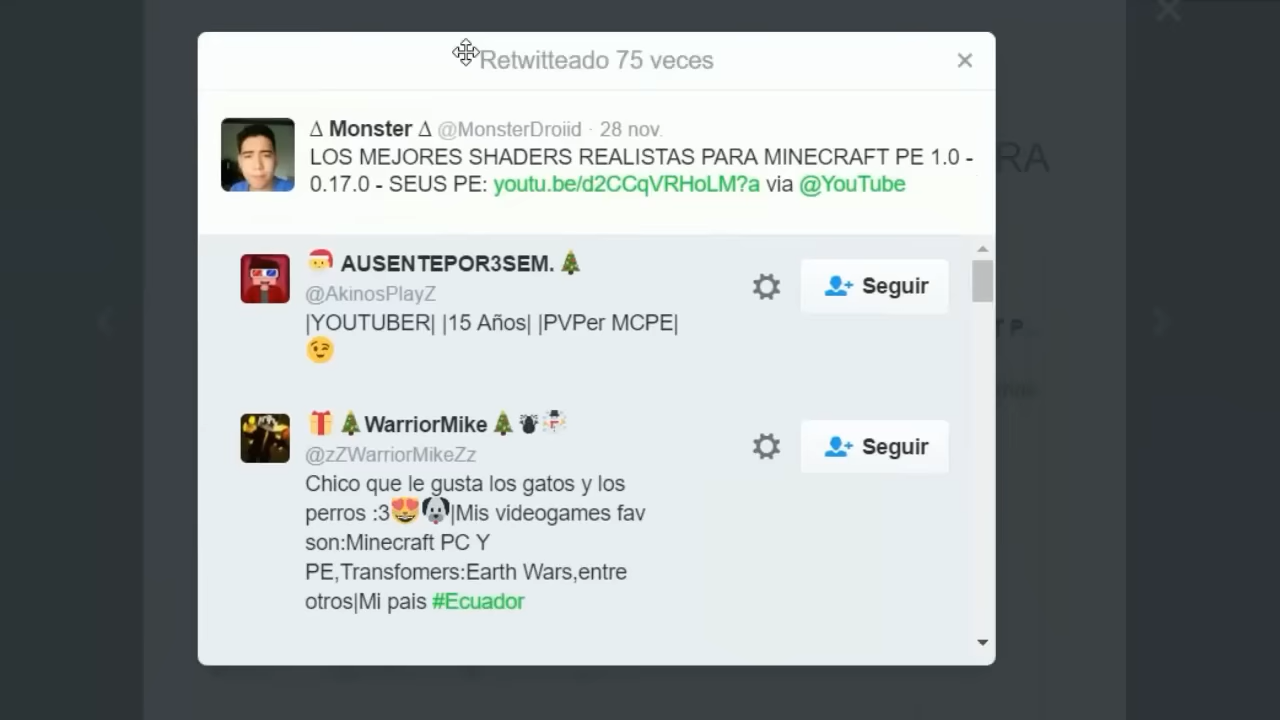 Retwitteado 75 veces
Δ Monster Δ @MonsterDroiid · 28 nov.
LOS MEJORES SHADERS REALISTAS PARA MINECRAFT PE 1.0 -
0.17.0 - SEUS PE: youtu.be/d2CCqVRHoLM?a via @YouTube
RA
🎅 AUSENTEPOR3SEM. 🎄
@AkinosPlayZ
Seguir
|YOUTUBER| |15 Años| |PVPer MCPE|
😉
🎁🎄WarriorMike🎄🕷⛄
@zZWarriorMikeZz
Seguir
Chico que le gusta los gatos y los
perros :3😻🐶|Mis videogames fav
son:Minecraft PC Y
PE,Transfomers:Earth Wars,entre
otros|Mi pais #Ecuador